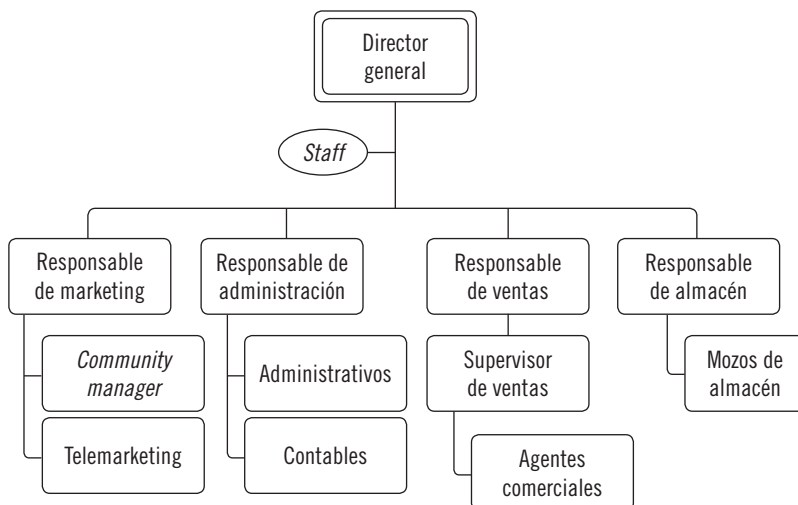 Director
general
Staff
Responsable
de marketing
Responsable de
administración
Responsable
de ventas
Responsable
de almacén
Community
manager
Administrativos
Supervisor
de ventas
Mozos de
almacén
Telemarketing
Contables
Agentes
comerciales